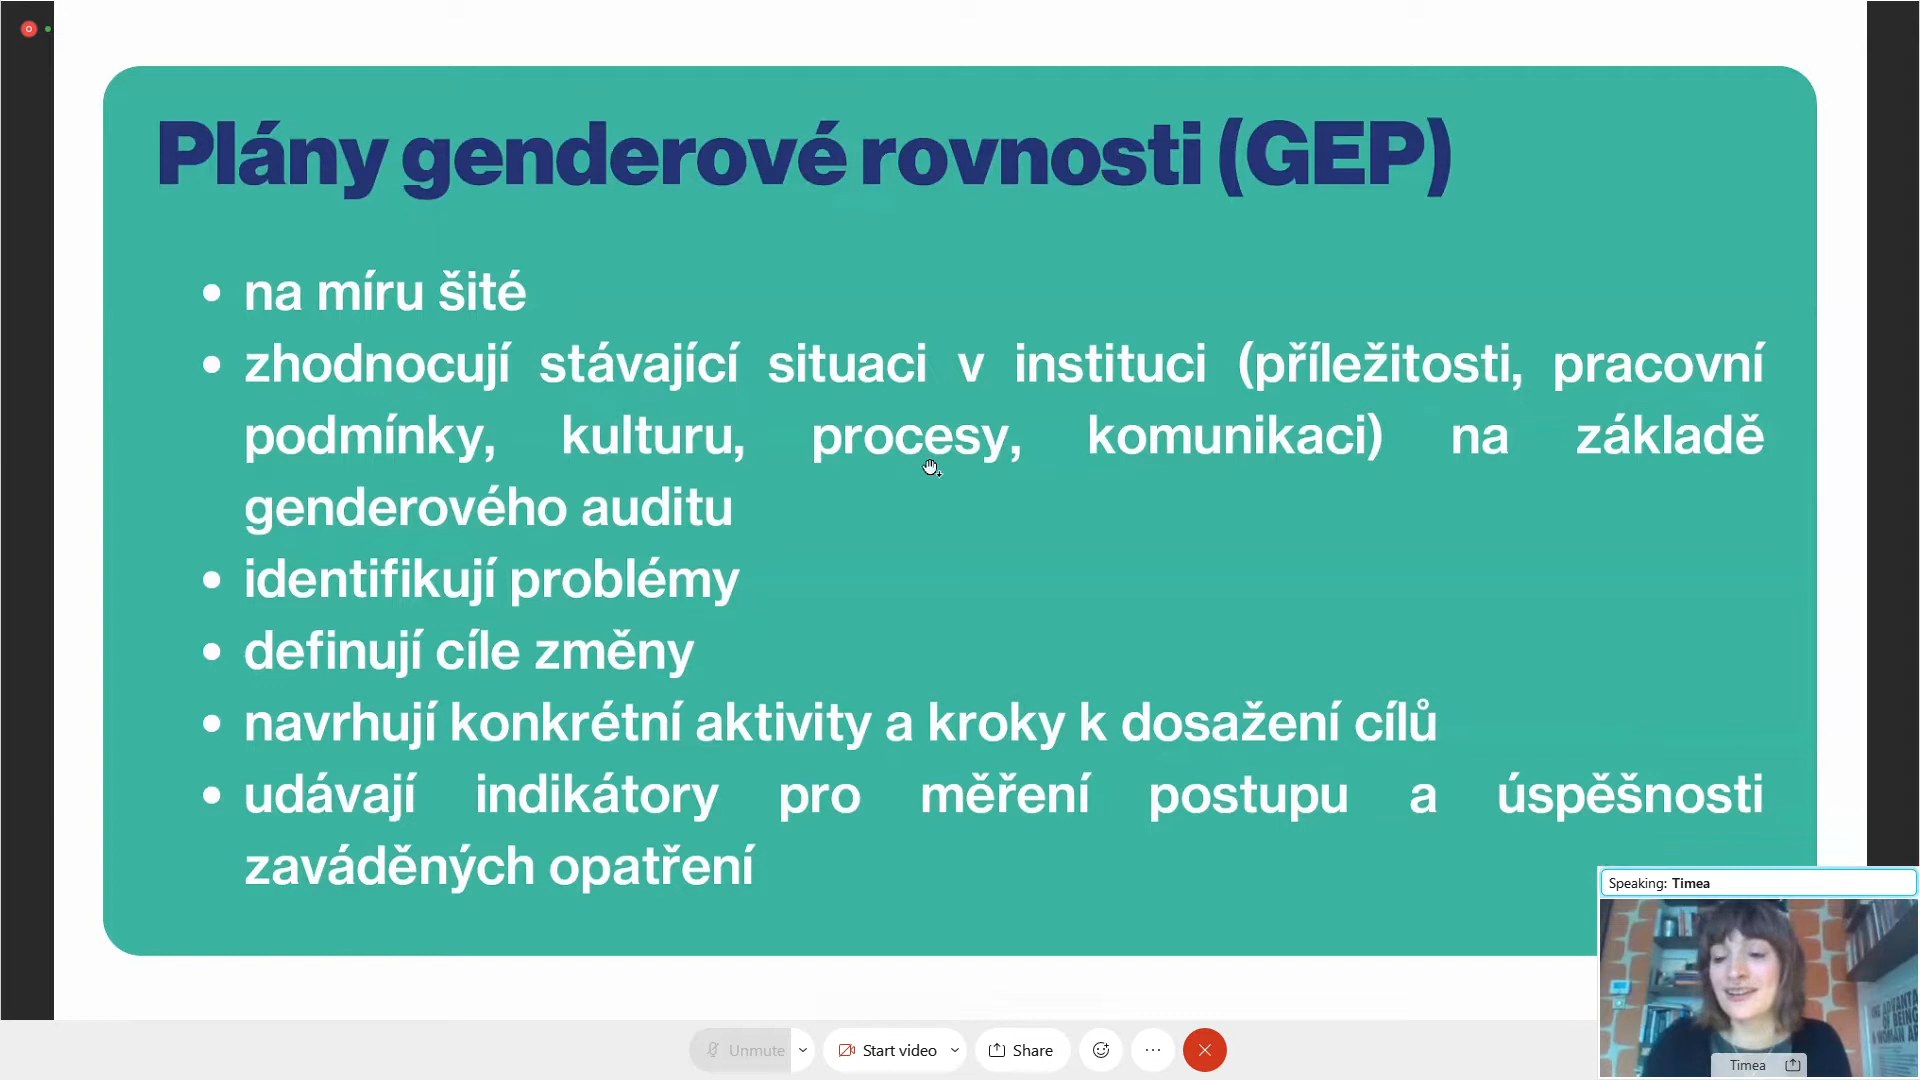 Plány genderové rovnosti (GEP)
• na míru šité
• zhodnocují stávající situaci v instituci (příležitosti, pracovní
podmínky, kulturu, procesy, komunikaci) na základě
genderového auditu
• identifikují problémy
• definují cíle změny
• navrhují konkrétní aktivity a kroky k dosažení cílů
• udávají indikátory pro měření postupu a úspěšnosti
zaváděných opatření
Speaking: Timea
OF BEING
Timea
Unmute
Start video
Share